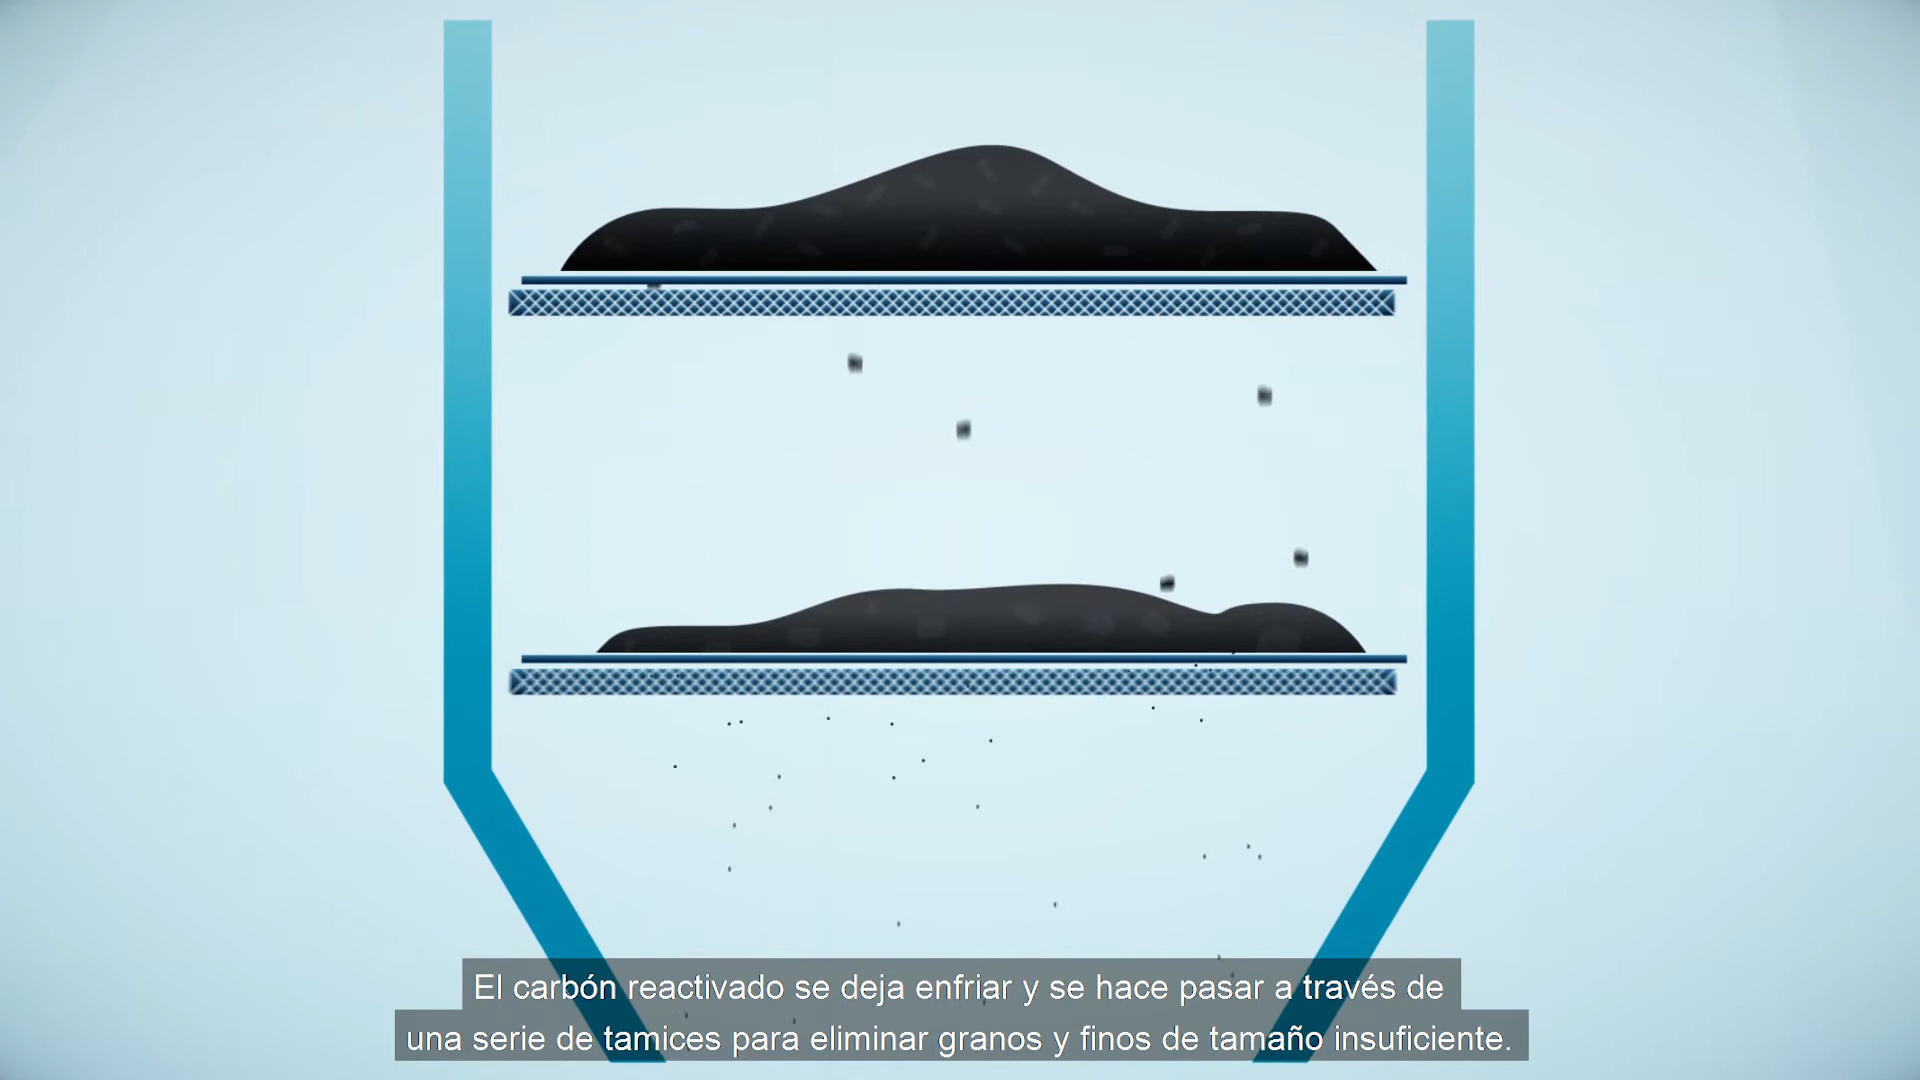 El carbón reactivado se deja enfriar y se hace pasar a través de
una serie de tamices para eliminar granos y finos de tamaño insuficiente.